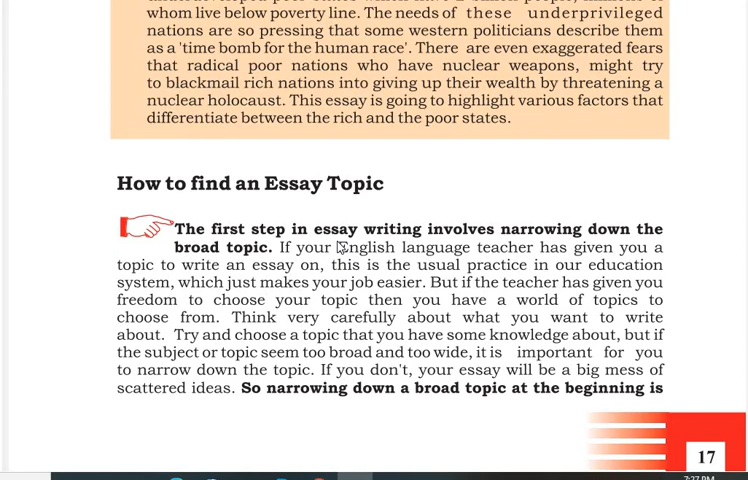 whom live below poverty line. The needs of these underprivileged
nations are so pressing that some western politicians describe them
as a 'time bomb for the human race'. There are even exaggerated fears
that radical poor nations who have nuclear weapons, might try
to blackmail rich nations into giving up their wealth by threatening a
nuclear holocaust. This essay is going to highlight various factors that
differentiate between the rich and the poor states.
How to find an Essay Topic
The first step in essay writing involves narrowing down the
broad topic. If your English language teacher has given you a
topic to write an essay on, this is the usual practice in our education
system, which just makes your job easier. But if the teacher has given you
freedom to choose your topic then you have a world of topics to
choose from. Think very carefully about what you want to write
about. Try and choose a topic that you have some knowledge about, but if
the subject or topic seem too broad and too wide, it is important for you
to narrow down the topic. If you don't, your essay will be a big mess of
scattered ideas. So narrowing down a broad topic at the beginning is
17
7:27 PM